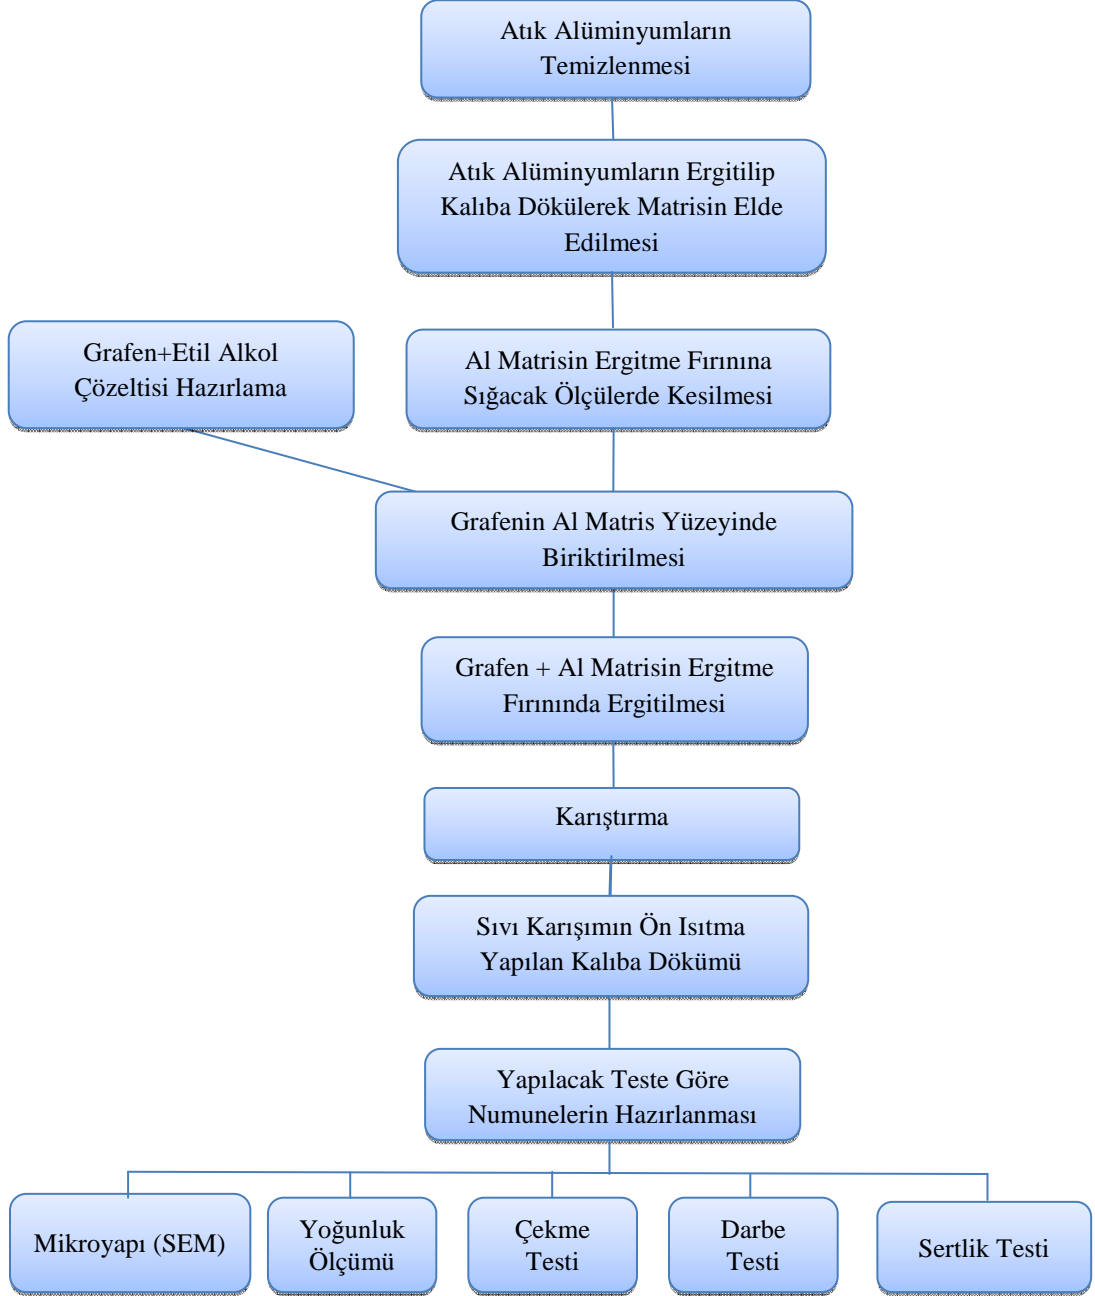 Atık Alüminyumların
Temizlenmesi
Atık Alüminyumların Ergitilip
Kalıba Dökülerek Matrisin Elde
Edilmesi
Grafen+Etil Alkol
Çözeltisi Hazırlama
Al Matrisin Ergitme Fırınına
Sığacak Ölçülerde Kesilmesi
Grafenin Al Matris Yüzeyinde
Biriktirilmesi
Grafen + Al Matrisin Ergitme
Fırınında Ergitilmesi
Karıştırma
Sıvı Karışımın Ön Isıtma
Yapılan Kalıba Dökümü
Yapılacak Teste Göre
Numunelerin Hazırlanması
Mikroyapı (SEM)
Yoğunluk
Ölçümü
Çekme
Testi
Darbe
Testi
Sertlik Testi